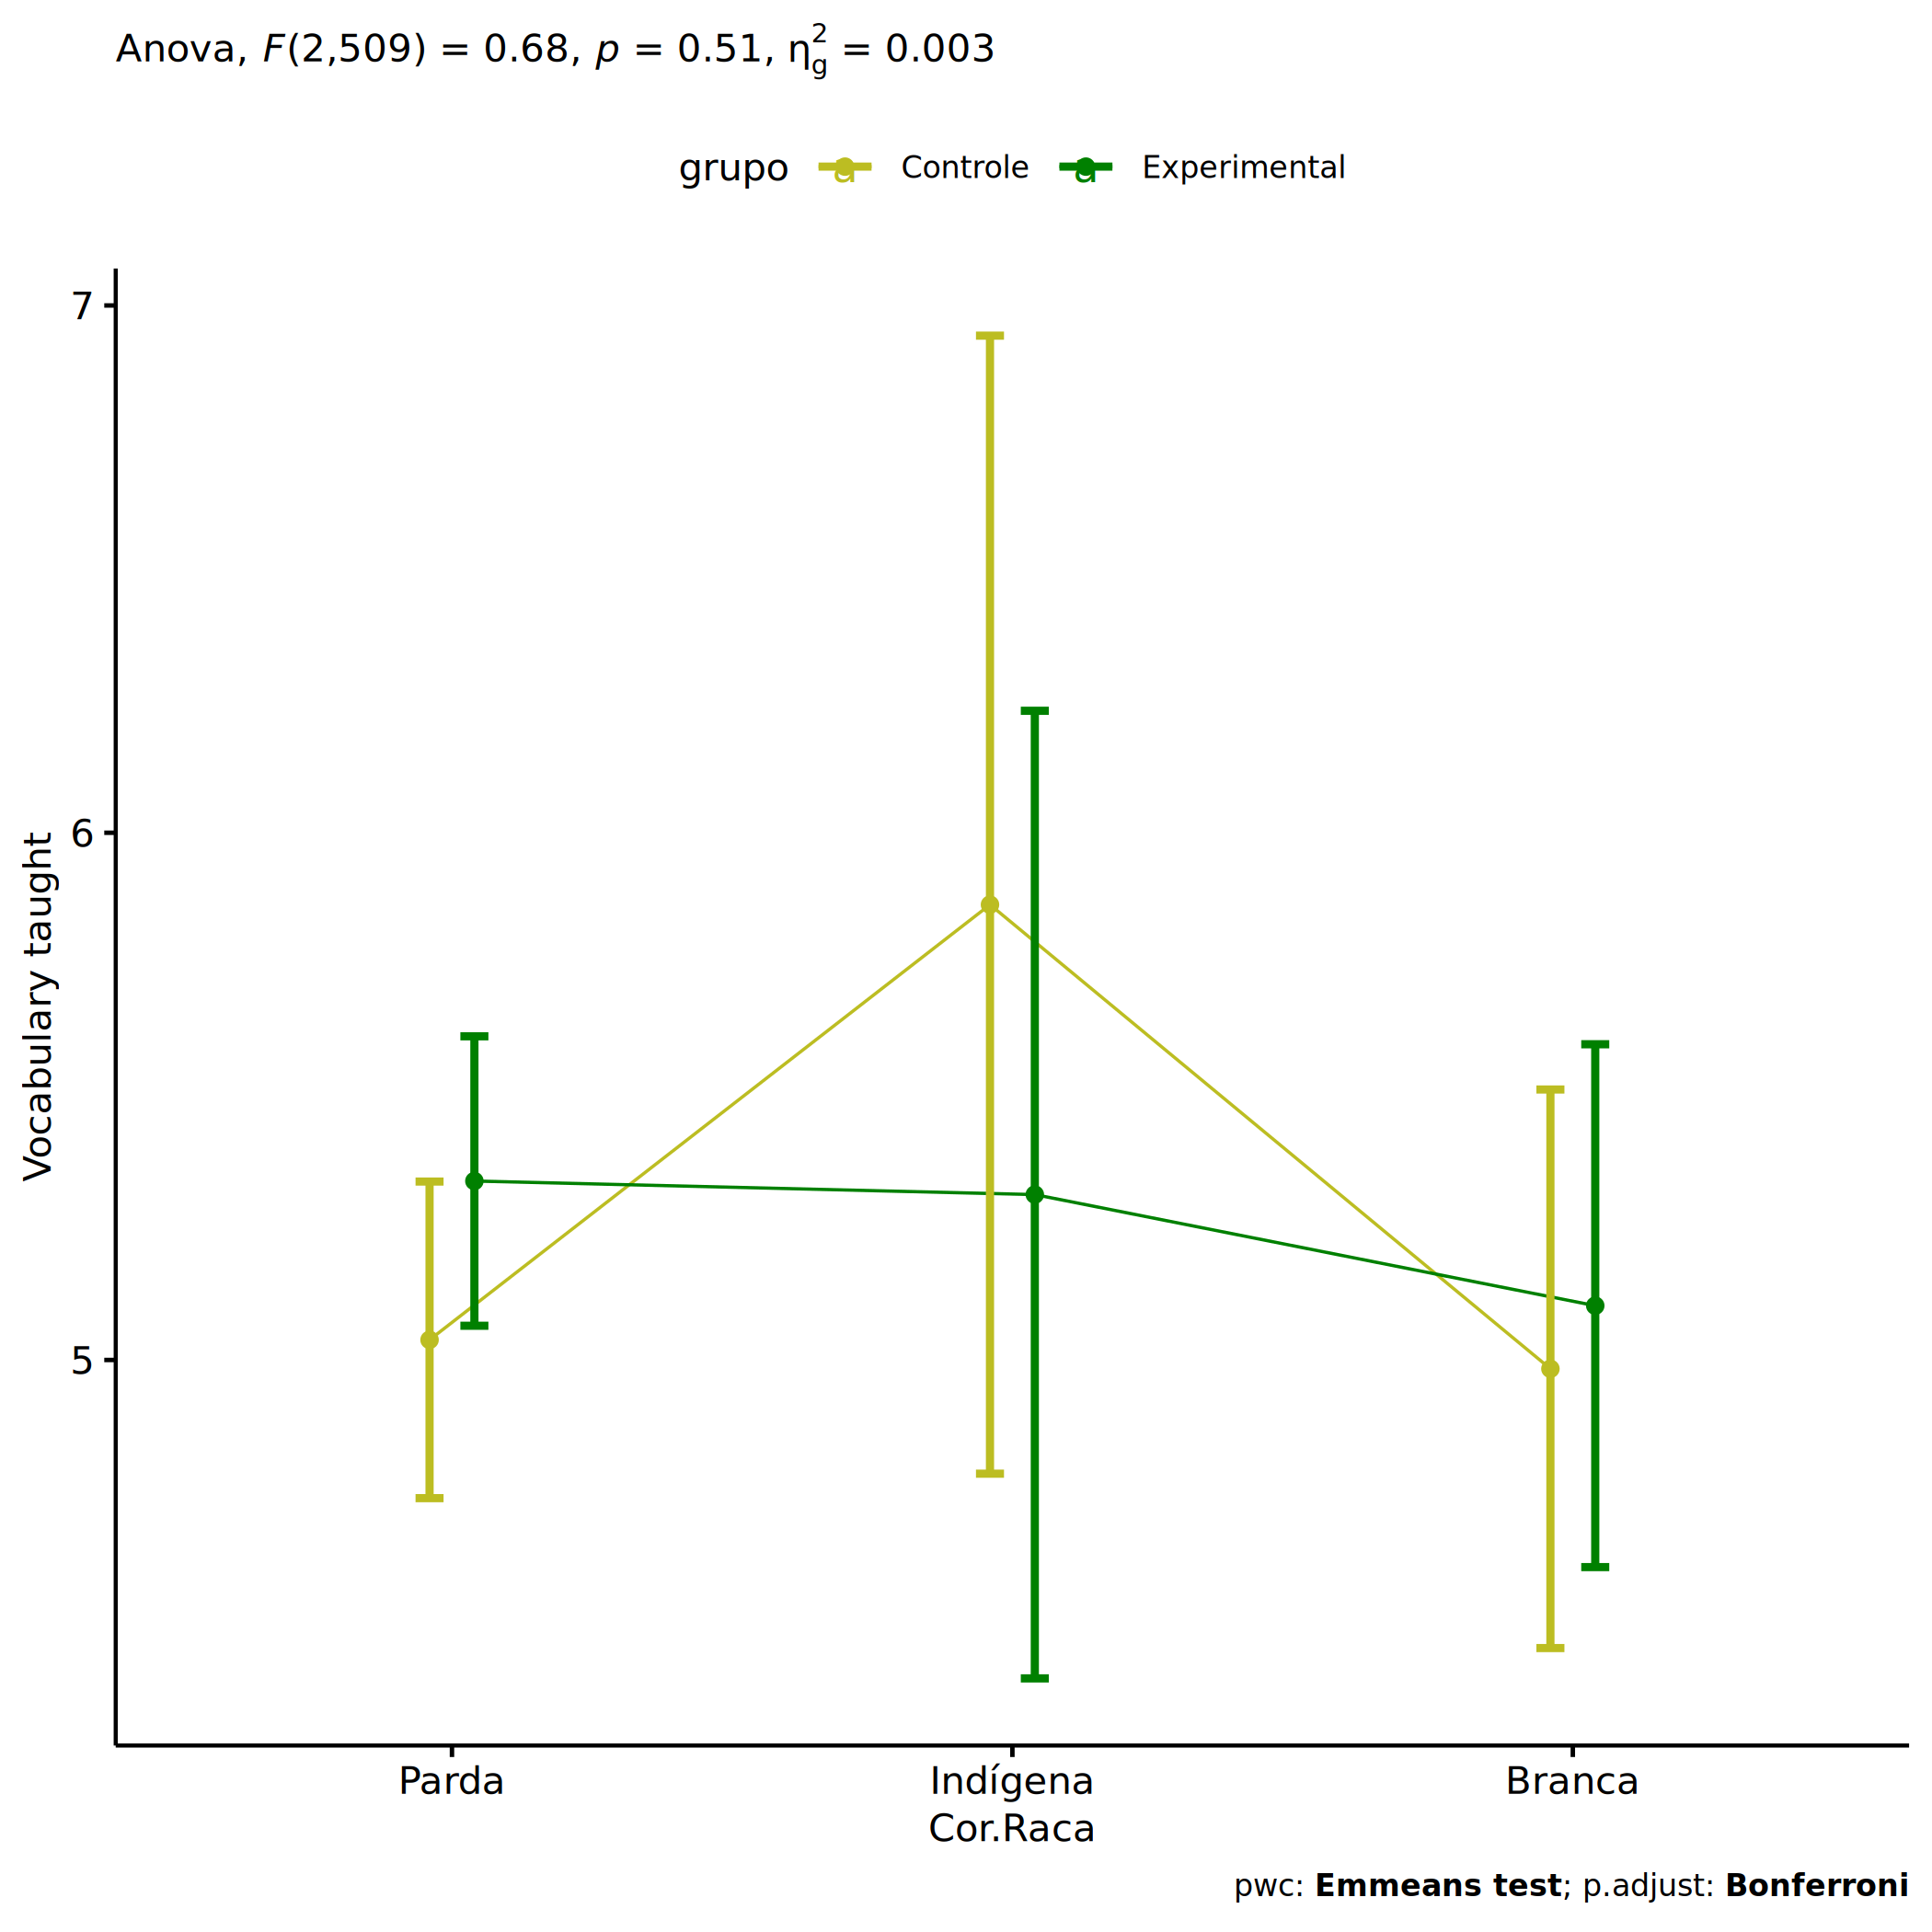 Anova, F(2,509) = 0.68, p = 0.51, η²g = 0.003
grupo a Controle a Experimental
7
6
5
Vocabulary taught
Parda Indígena Branca
Cor.Raca
pwc: Emmeans test; p.adjust: Bonferroni